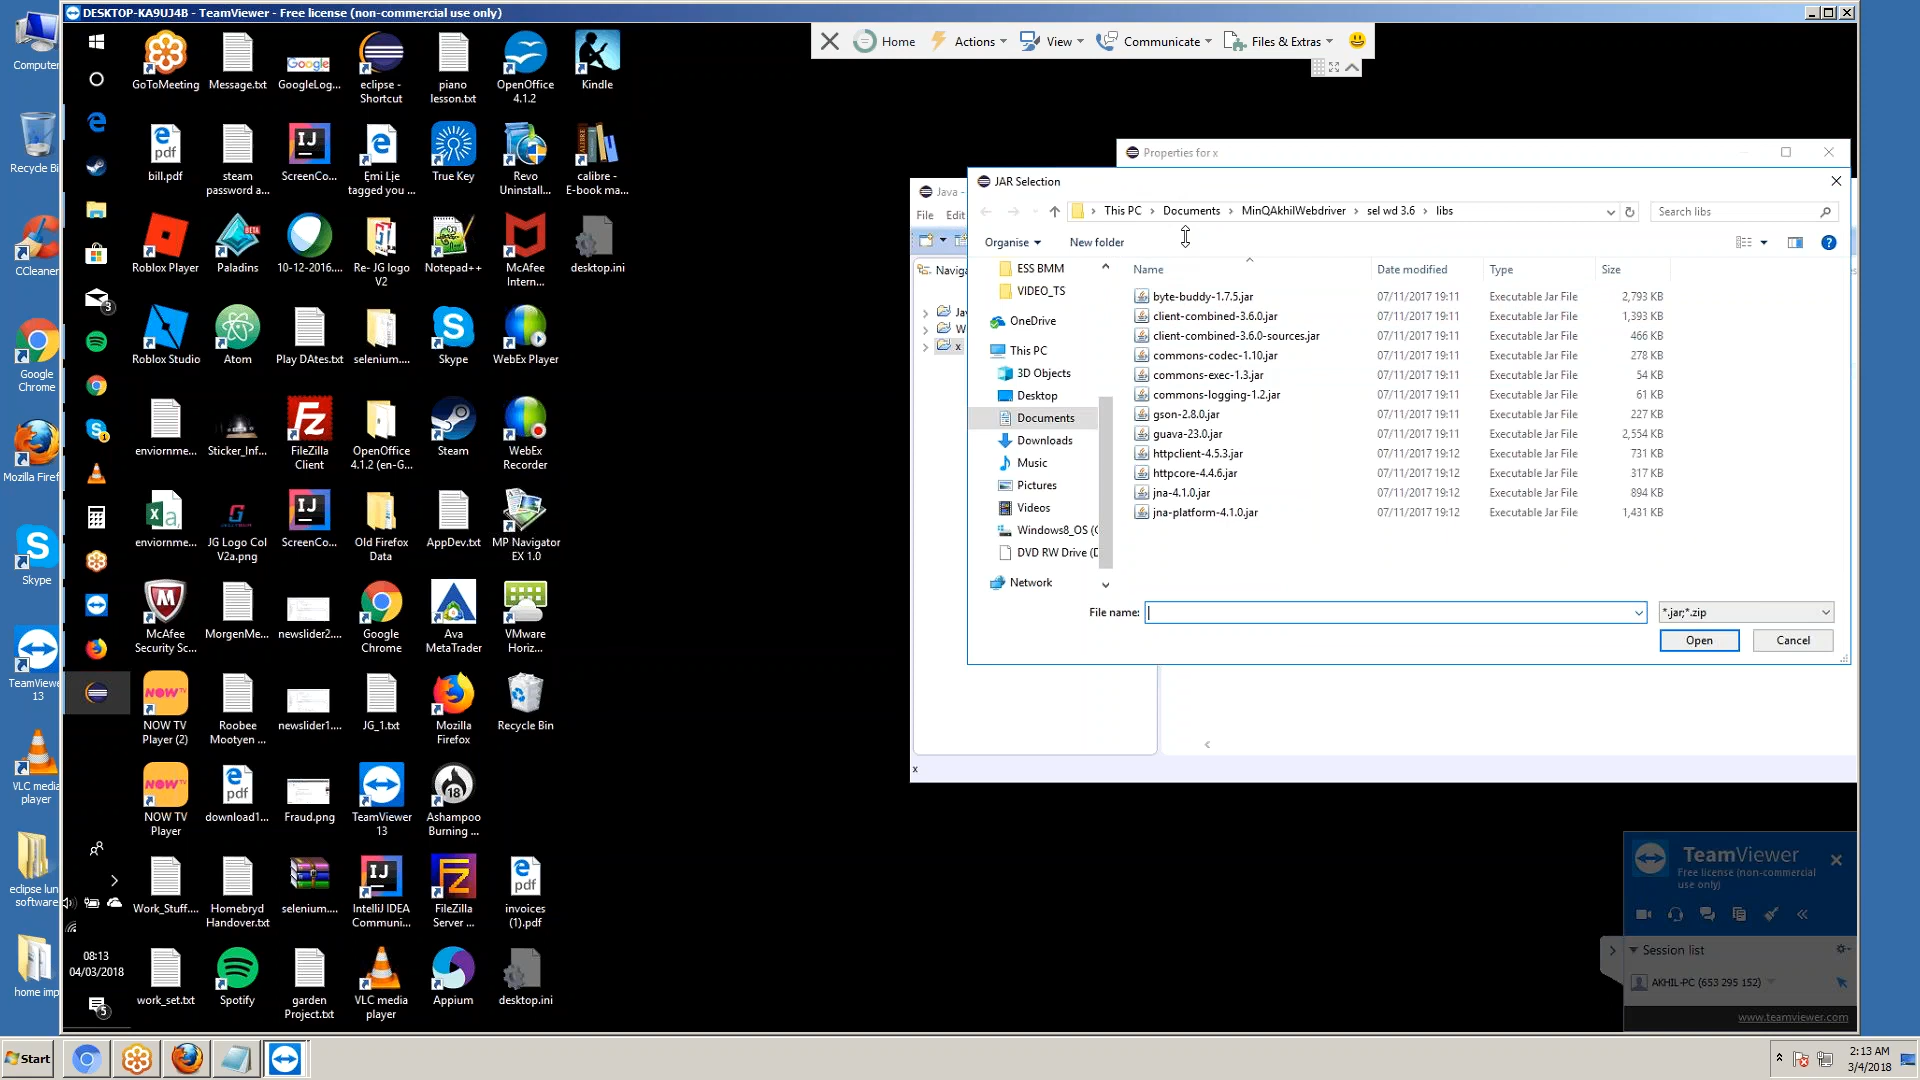 DESKTOP-KA9UJ4B - TeamViewer - Free license (non-commercial use only)
Home
Actions
View
Communicate
Files & Extras
Computer
Recycle Bi
CCleaner
Google
Chrome
Mozilla Firef
Skype
TeamViewer
13
VLC media
player
eclipse lun
software
home imp
GoToMeeting
Message.txt
GoogleLog...
eclipse -
Shortcut
piano
lesson.txt
OpenOffice
4.1.2
Kindle
bill.pdf
steam
password a...
ScreenCo...
Emi Lie
tagged you ...
True Key
Revo
Uninstall...
calibre -
E-book ma...
Roblox Player
Paladins
10-12-2016....
Re- JG logo
V2
Notepad++
McAfee
Intern...
desktop.ini
Roblox Studio
Atom
Play DAtes.txt
selenium....
Skype
WebEx Player
enviornme...
Sticker_Inf...
FileZilla
Client
OpenOffice
4.1.2 (en-G...
Steam
WebEx
Recorder
enviornme...
JG Logo Col
V2a.png
ScreenCo...
Old Firefox
Data
AppDev.txt
MP Navigator
EX 1.0
McAfee
Security Sc...
MorgenMe...
newslider2....
Google
Chrome
Ava
MetaTrader
VMware
Horiz...
NOW TV
Player (2)
Roobee
Mootyen ...
newslider1....
JG_1.txt
Mozilla
Firefox
Recycle Bin
NOW TV
Player
download1...
Fraud.png
TeamViewer
13
Ashampoo
Burning ...
Work_Stuff....
Homebryd
Handover.txt
selenium....
IntelliJ IDEA
Communi...
FileZilla
Server ...
invoices
(1).pdf
work_set.txt
Spotify
garden
Project.txt
VLC media
player
Appium
desktop.ini
08:13
04/03/2018
Properties for x
Java -
File Edit
Naviga
Ja
W
x
x
JAR Selection
This PC
Documents
MinQAkhilWebdriver
sel wd 3.6
libs
Search libs
Organise
New folder
ESS BMM
VIDEO_TS
OneDrive
This PC
3D Objects
Desktop
Documents
Downloads
Music
Pictures
Videos
Windows8_OS (C
DVD RW Drive (D
Network
Name Date modified Type Size
byte-buddy-1.7.5.jar 07/11/2017 19:11 Executable Jar File 2,793 KB
client-combined-3.6.0.jar 07/11/2017 19:11 Executable Jar File 1,393 KB
client-combined-3.6.0-sources.jar 07/11/2017 19:11 Executable Jar File 466 KB
commons-codec-1.10.jar 07/11/2017 19:11 Executable Jar File 278 KB
commons-exec-1.3.jar 07/11/2017 19:11 Executable Jar File 54 KB
commons-logging-1.2.jar 07/11/2017 19:11 Executable Jar File 61 KB
gson-2.8.0.jar 07/11/2017 19:11 Executable Jar File 227 KB
guava-23.0.jar 07/11/2017 19:11 Executable Jar File 2,554 KB
httpclient-4.5.3.jar 07/11/2017 19:12 Executable Jar File 731 KB
httpcore-4.4.6.jar 07/11/2017 19:12 Executable Jar File 317 KB
jna-4.1.0.jar 07/11/2017 19:12 Executable Jar File 894 KB
jna-platform-4.1.0.jar 07/11/2017 19:12 Executable Jar File 1,431 KB
File name:
*.jar;*.zip
Open
Cancel
TeamViewer
Free license (non-commercial
use only)
Session list
AKHIL-PC (653 295 152)
www.teamviewer.com
Start
2:13 AM
3/4/2018